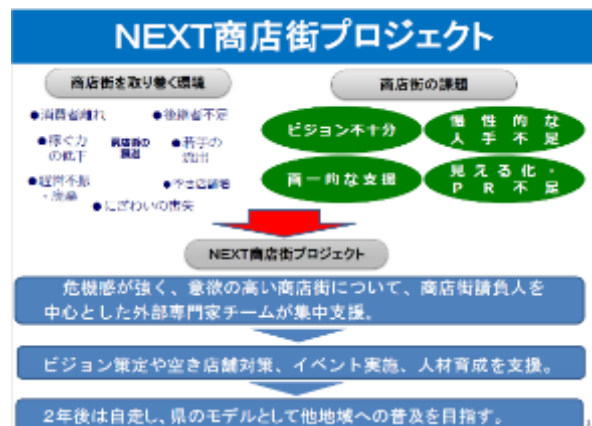 NEXT商店街プロジェクト
商店街を取り巻く環境
商店街の課題
●消費者離れ
●後継者不足
●稼ぐ力
の低下
商店街の
衰退
●若手の
流出
●経営不振
・廃業
●空き店舗増
●にぎわいの喪失
ビジョン不十分
慢性的な
人手不足
画一的な支援
見える化・
PR不足
NEXT商店街プロジェクト
危機感が強く、意欲の高い商店街について、商店街請負人を
中心とした外部専門家チームが集中支援。
ビジョン策定や空き店舗対策、イベント実施、人材育成を支援。
2年後は自走し、県のモデルとして他地域への普及を目指す。
1